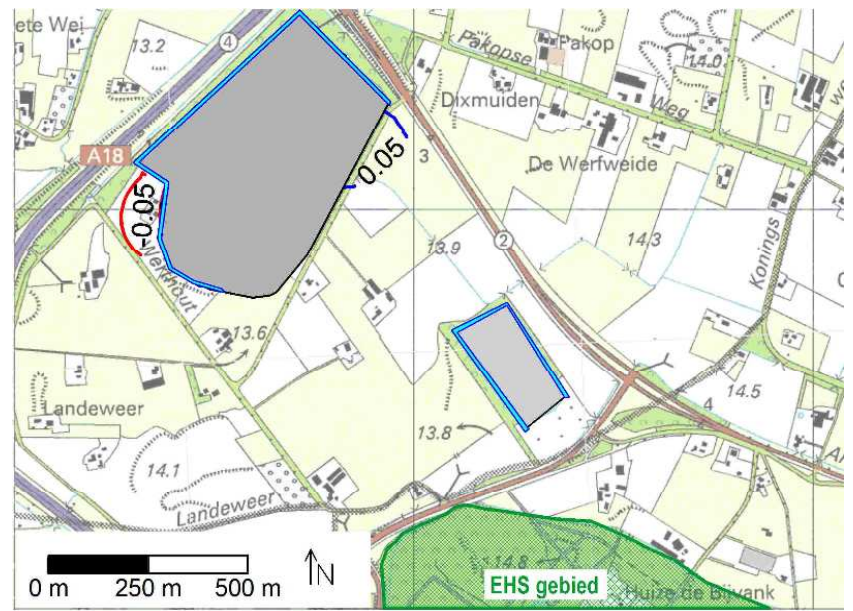 ete Wei
13.2
4
Pakopse
Pakop
14.0
Weg
Dixmuiden
A18
3
0.05
-0.05
De Werfweide
Nekhout
13.9
2
14.3
Konings
13.6
Landeweer
14.5
13.8
4
14.1
Landeweer
14.8
EHS gebied
Huize de Bijvank
0 m 250 m 500 m
N